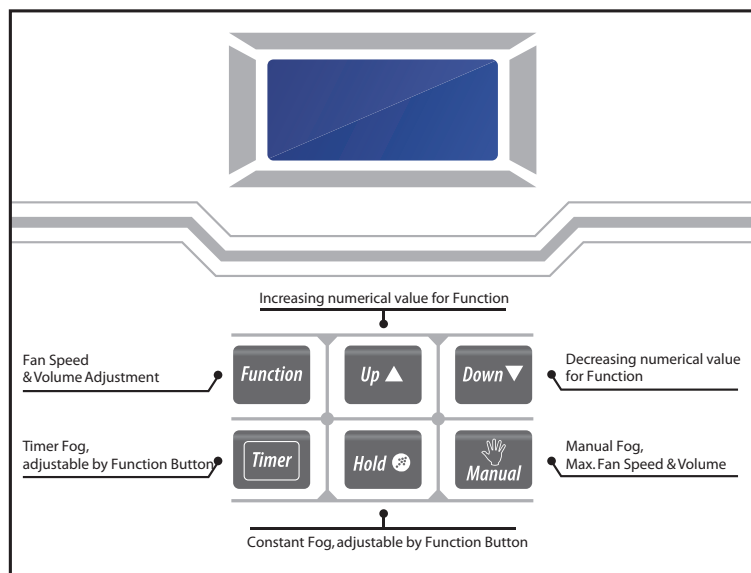 Increasing numerical value for Function
Fan Speed
& Volume Adjustment
Function
Up
Down
Decreasing numerical value
for Function
Timer Fog,
adjustable by Function Button
Timer
Hold
Manual
Manual Fog,
Max. Fan Speed & Volume
Constant Fog, adjustable by Function Button